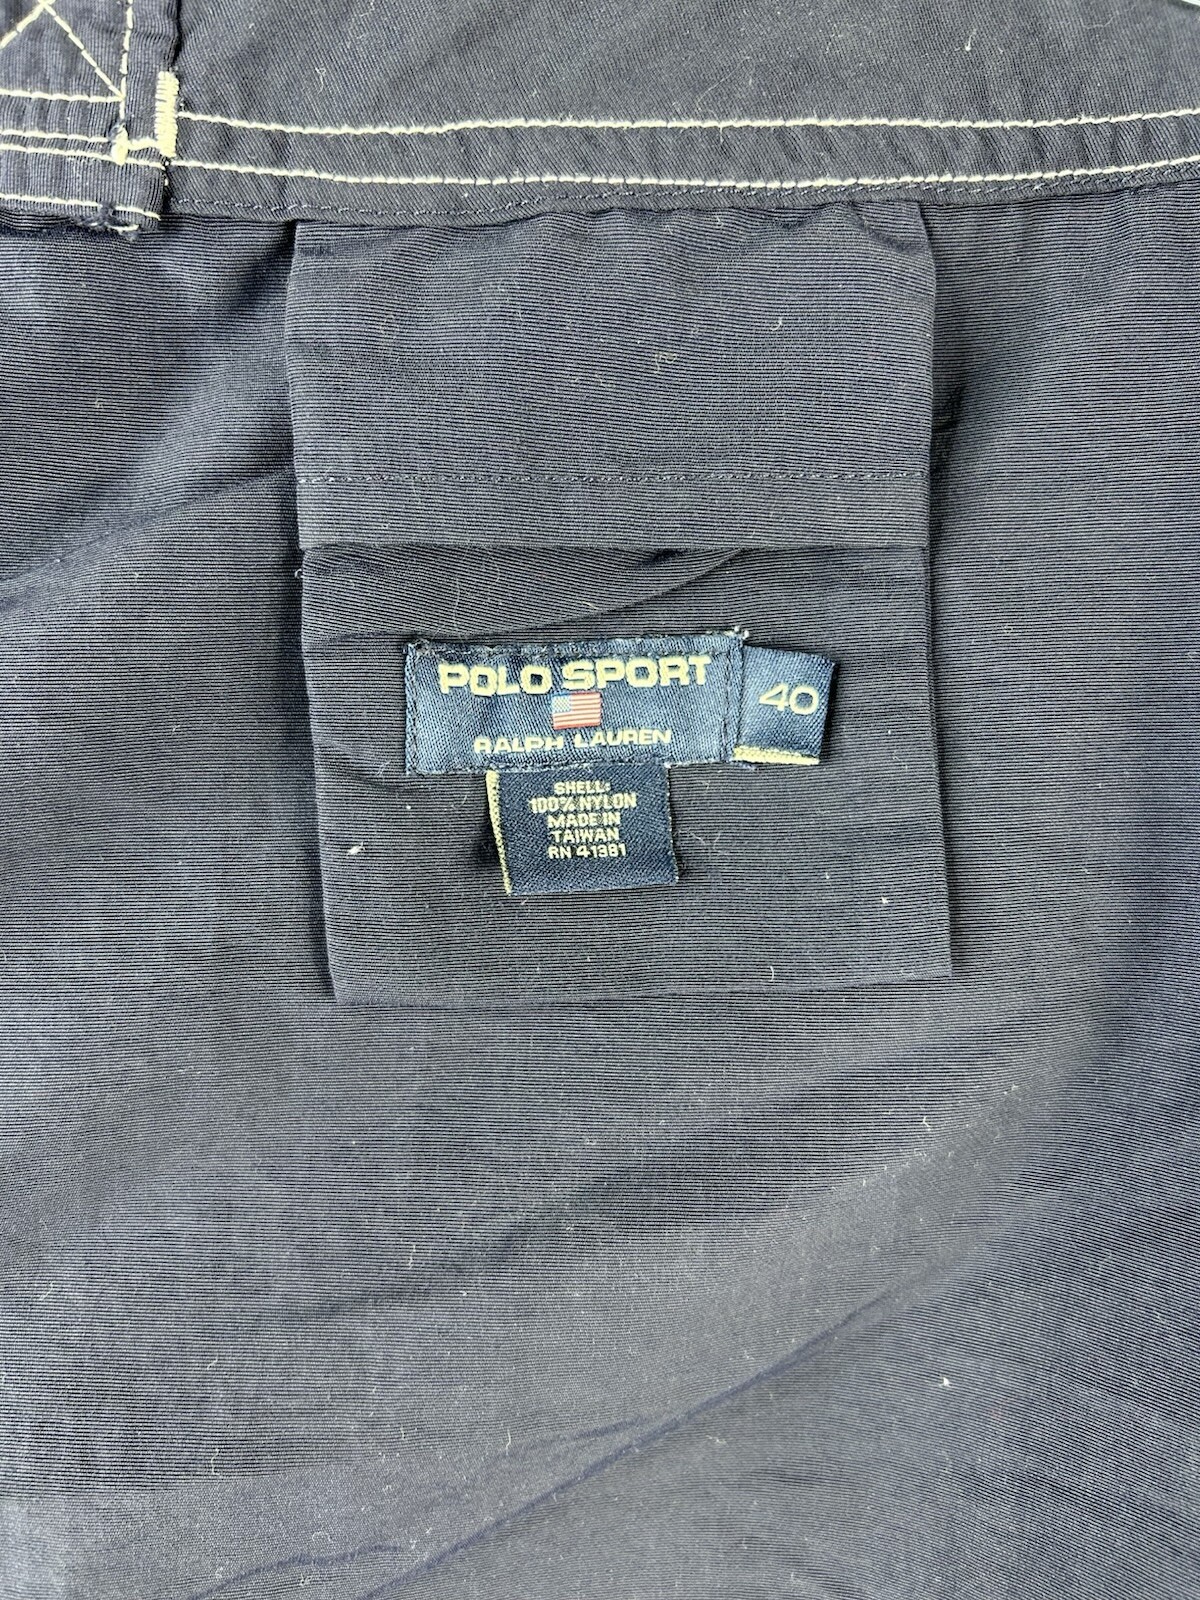 POLO SPORT
RALPH LAUREN
40
SHELL:
100% NYLON
MADE IN
TAIWAN
RN 41381